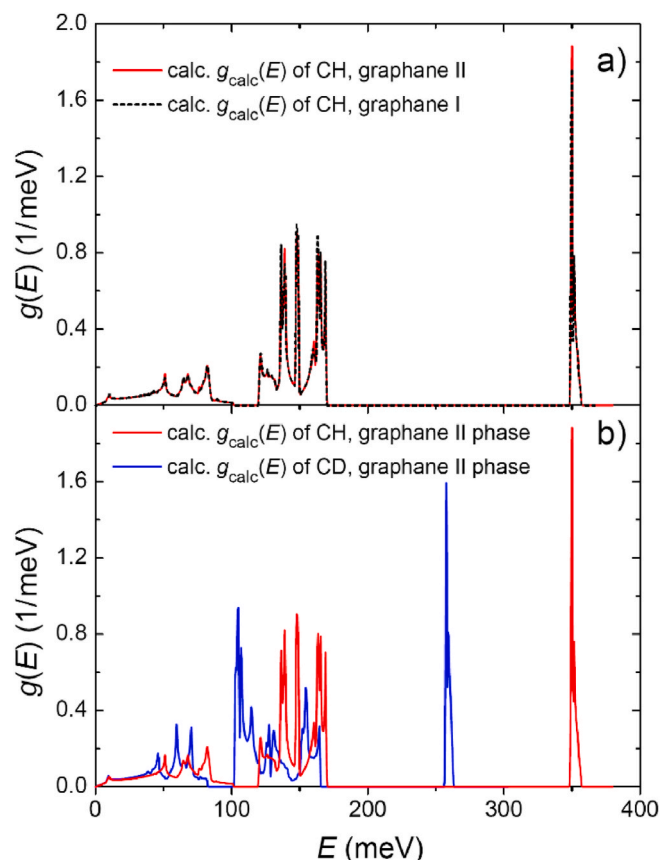 2.0
a)
calc. gcalc(E) of CH, graphane II
calc. gcalc(E) of CH, graphane I
1.6
1.2
0.8
0.4
0.0
g(E) (1/meV)
b)
calc. gcalc(E) of CH, graphane II phase
calc. gcalc(E) of CD, graphane II phase
1.6
1.2
0.8
0.4
0.0
g(E) (1/meV)
0 100 200 300 400
E (meV)